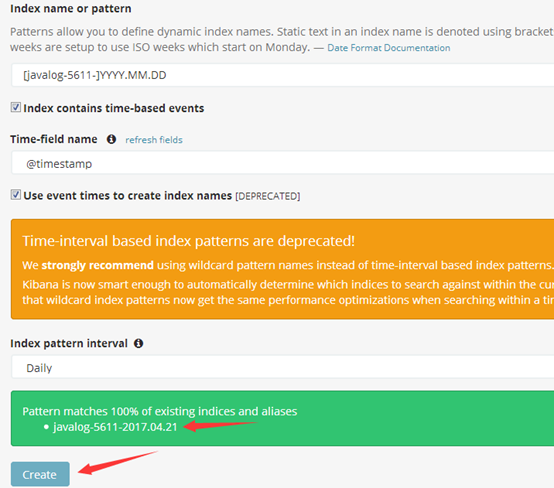 Index name or pattern
Patterns allow you to define dynamic index names. Static text in an index name is denoted using bracket
weeks are setup to use ISO weeks which start on Monday. — Date Format Documentation
[javalog-5611-]YYYY.MM.DD
Index contains time-based events
Time-field name refresh fields
@timestamp
Use event times to create index names [DEPRECATED]
Time-interval based index patterns are deprecated!
We strongly recommend using wildcard pattern names instead of time-interval based index patterns.
Kibana is now smart enough to automatically determine which indices to search against within the cur
that wildcard index patterns now get the same performance optimizations when searching within a ti
Index pattern interval
Daily
Pattern matches 100% of existing indices and aliases
javalog-5611-2017.04.21
Create